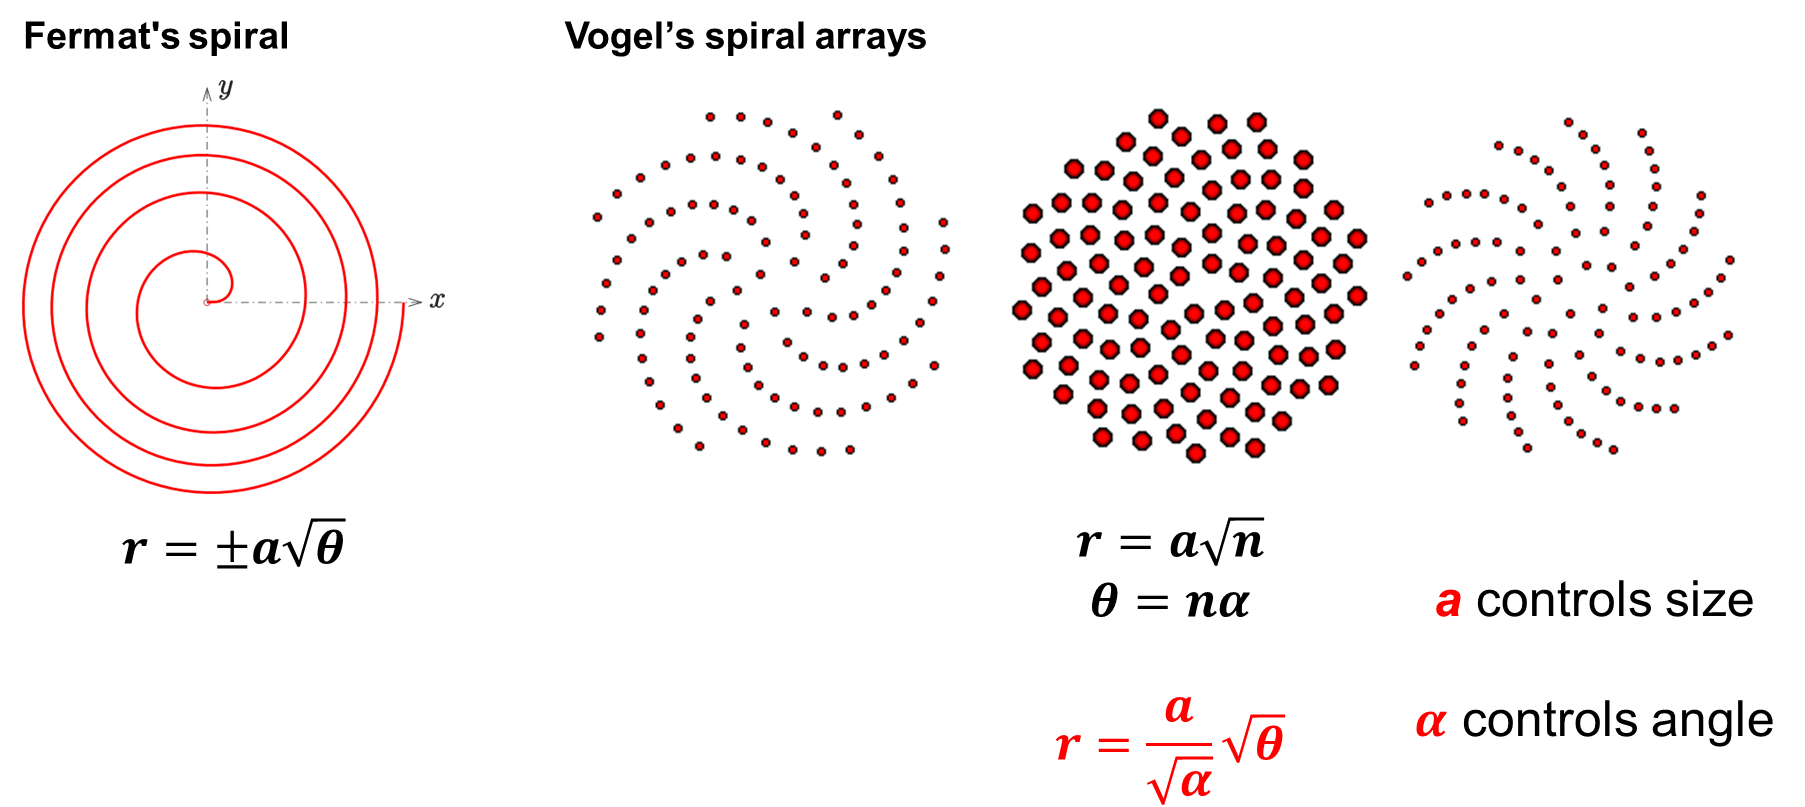 Fermat's spiral
Vogel’s spiral arrays
y
x
r = ±a√θ
r = a√n
θ = nα
a controls size
α controls angle
r = a/√α √θ